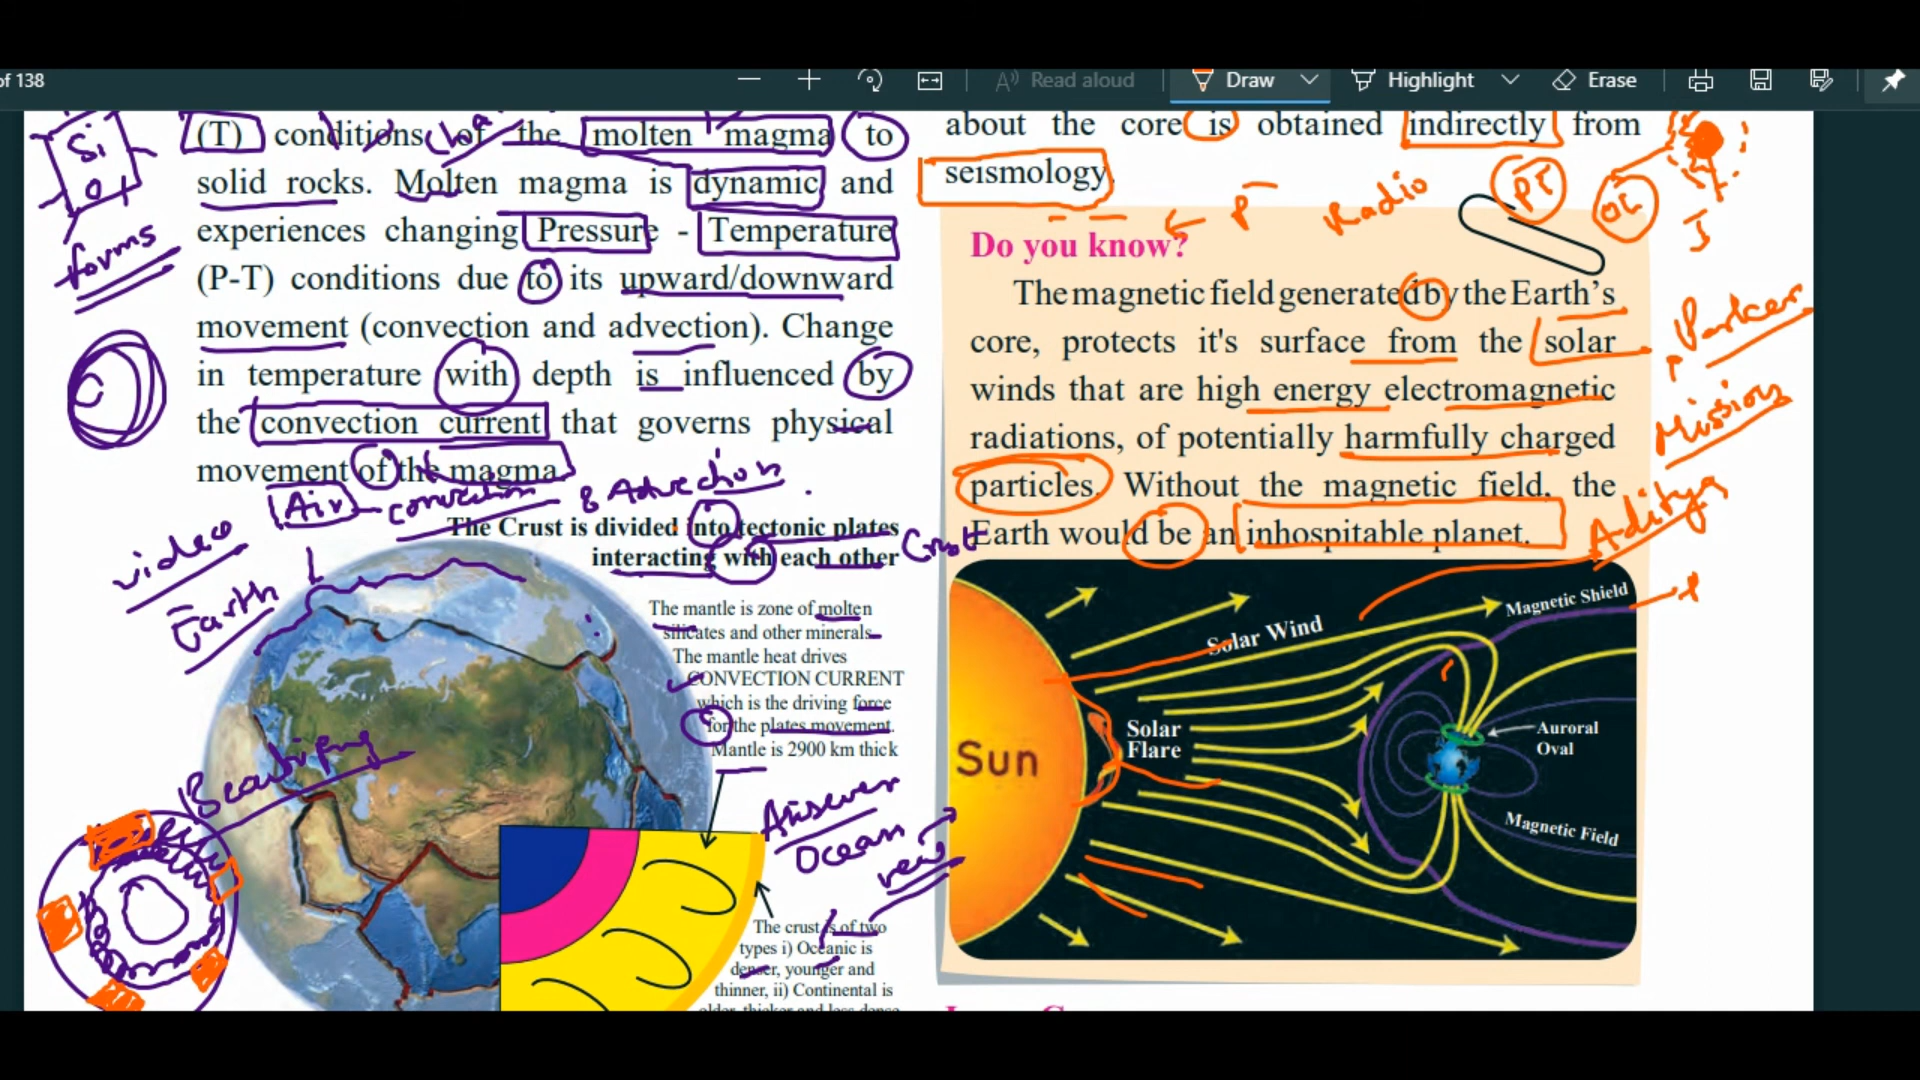 of 138
Read aloud
Draw
Highlight
Erase
Si
O
(T) conditions of the molten magma to
solid rocks. Molten magma is dynamic and
experiences changing Pressure - Temperature
(P-T) conditions due to its upward/downward
movement (convection and advection). Change
in temperature with depth is influenced by
the convection current that governs physical
movement of the magma.
forms
Air convection & Advection
video
Earth
The Crust is divided into tectonic plates
interacting with each other
Crust
The mantle is zone of molten
silicates and other minerals.
The mantle heat drives
CONVECTION CURRENT
which is the driving force
for the plates movement.
Mantle is 2900 km thick
Answer
Ocean
The crust is of two
types i) Oceanic is
denser, younger and
thinner, ii) Continental is
older, thicker and less dense
about the core is obtained indirectly from
seismology.
P
Radio
PT
Do you know?
The magnetic field generated by the Earth's
core, protects it's surface from the solar
winds that are high energy electromagnetic
radiations, of potentially harmfully charged
particles. Without the magnetic field, the
Earth would be an inhospitable planet.
Parker
Mission
Aditya
Sun
Solar Wind
Magnetic Shield
Solar
Flare
Auroral
Oval
Magnetic Field